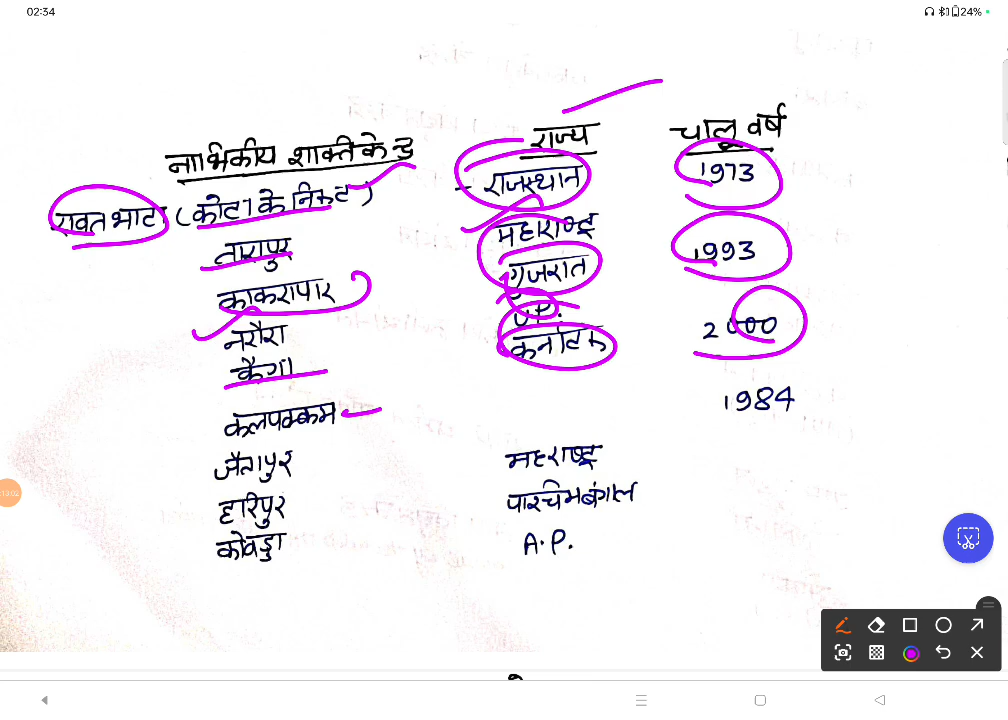 02:34 24%
नाभिकीय शक्ति केन्द्र राज्य चालू वर्ष
रावतभाटा (कोटा के निकट) - राजस्थान 1973
तारापुर महाराष्ट्र
काकरापार गुजरात 1993
नरौरा U.P.
कैगा कर्नाटक 2000
कलपक्कम 1984
जैतापुर महाराष्ट्र
हरिपुर पश्चिम बंगाल
कोवड्डा A.P.